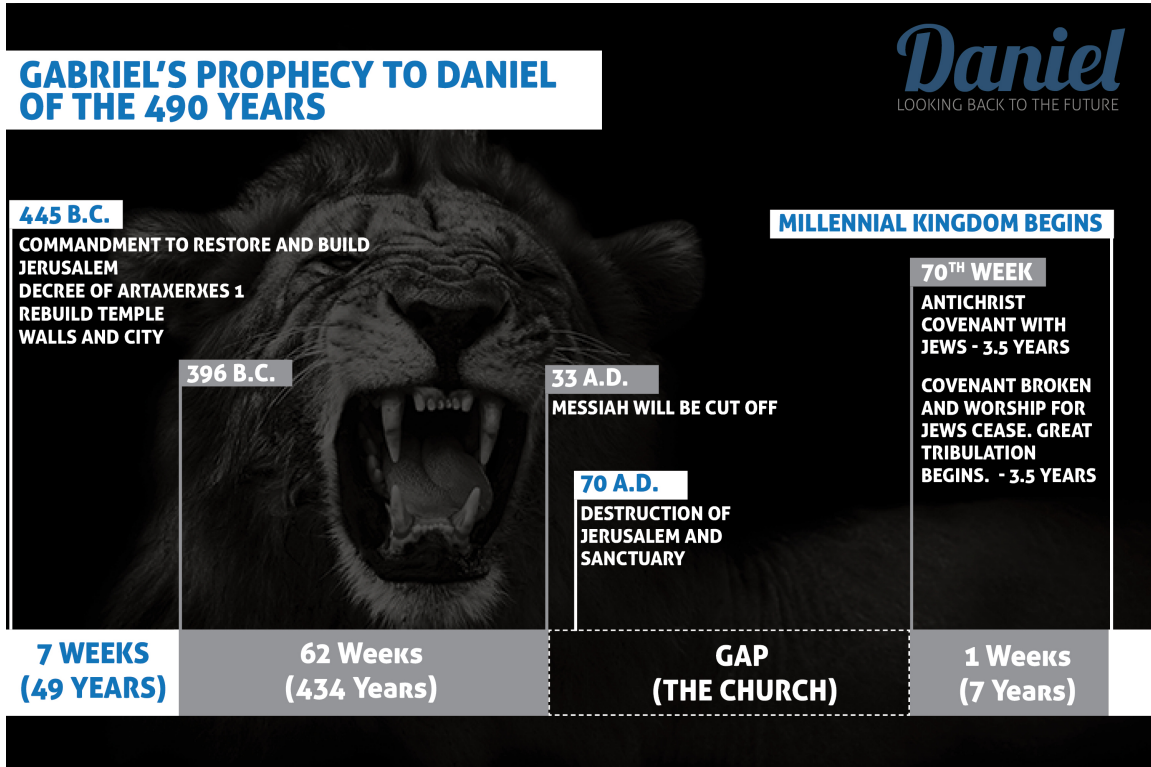 Daniel
LOOKING BACK TO THE FUTURE
GABRIEL'S PROPHECY TO DANIEL
OF THE 490 YEARS
445 B.C.
COMMANDMENT TO RESTORE AND BUILD
JERUSALEM
DECREE OF ARTAXERXES 1
REBUILD TEMPLE
WALLS AND CITY
396 B.C.
33 A.D.
MESSIAH WILL BE CUT OFF
70 A.D.
DESTRUCTION OF
JERUSALEM AND
SANCTUARY
MILLENNIAL KINGDOM BEGINS
70TH WEEK
ANTICHRIST
COVENANT WITH
JEWS - 3.5 YEARS
COVENANT BROKEN
AND WORSHIP FOR
JEWS CEASE. GREAT
TRIBULATION
BEGINS. - 3.5 YEARS
7 WEEKS
(49 YEARS)
62 Weeks
(434 Years)
GAP
(THE CHURCH)
1 Weeks
(7 Years)